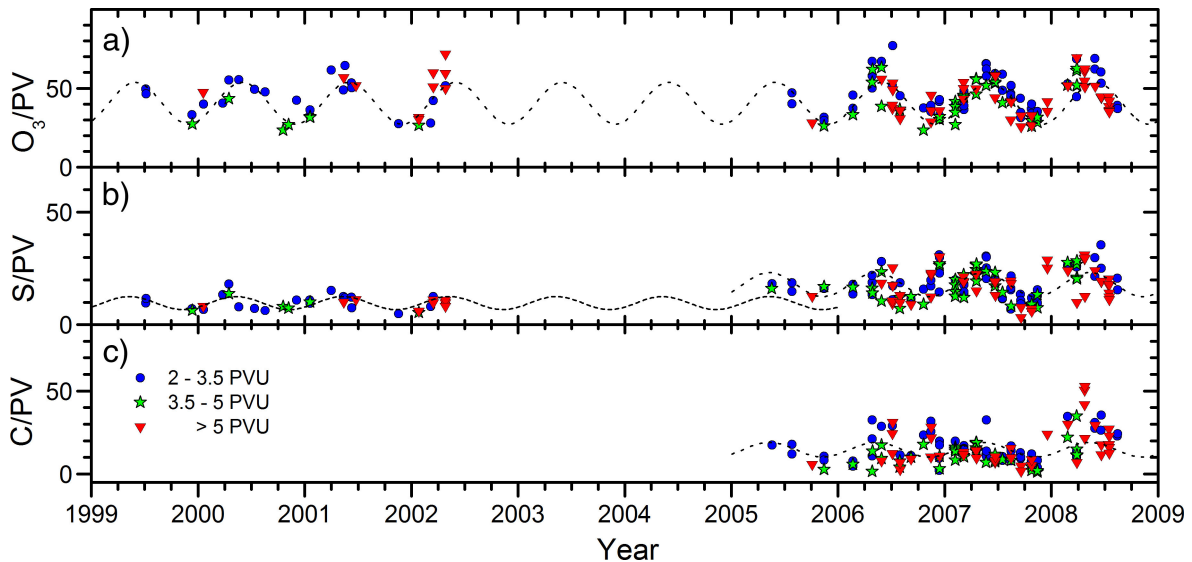 a)
50
0
O3/PV
b)
50
0
S/PV
c)
50
0
C/PV
2 - 3.5 PVU
3.5 - 5 PVU
> 5 PVU
1999 2000 2001 2002 2003 2004 2005 2006 2007 2008 2009
Year